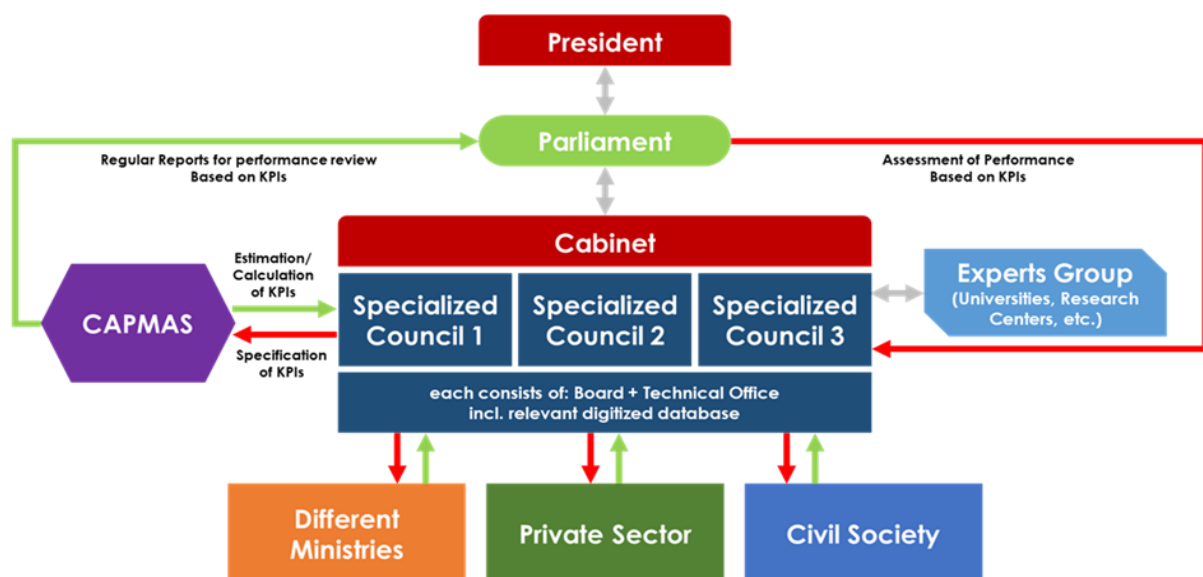 President
Parliament
Regular Reports for performance review
Based on KPIs
Assessment of Performance
Based on KPIs
Cabinet
Estimation/
Calculation
of KPIs
CAPMAS
Specification
of KPIs
Specialized
Council 1
Specialized
Council 2
Specialized
Council 3
Experts Group
(Universities, Research
Centers, etc.)
each consists of: Board + Technical Office
incl. relevant digitized database
Different
Ministries
Private Sector
Civil Society